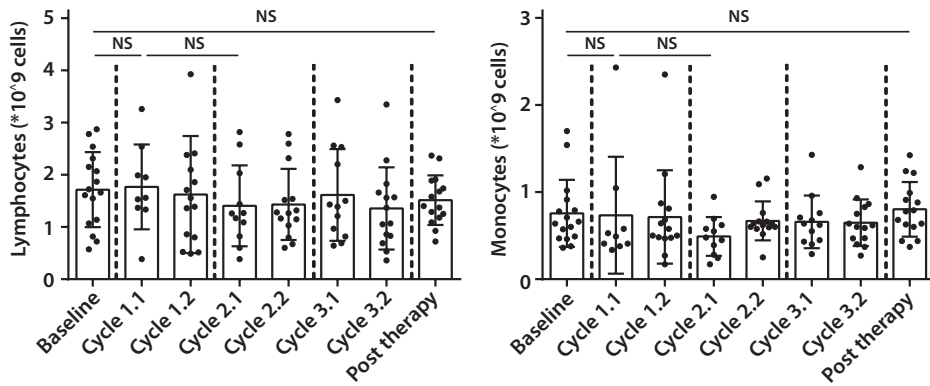 NS
NS
NS
Lymphocytes (*10^9 cells)
5
4
3
2
1
0
Baseline
Cycle 1.1
Cycle 1.2
Cycle 2.1
Cycle 2.2
Cycle 3.1
Cycle 3.2
Post therapy
NS
NS
NS
Monocytes (*10^9 cells)
3
2
1
0
Baseline
Cycle 1.1
Cycle 1.2
Cycle 2.1
Cycle 2.2
Cycle 3.1
Cycle 3.2
Post therapy